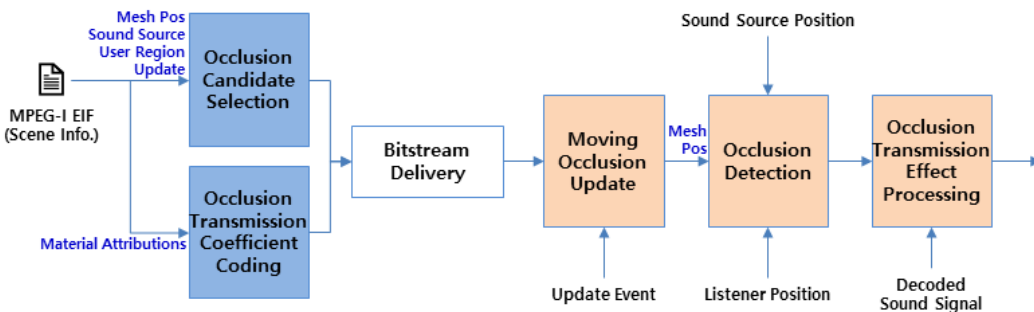 Mesh Pos
Sound Source
User Region
Update
MPEG-I EIF
(Scene Info.)
Occlusion
Candidate
Selection
Material Attributions
Occlusion
Transmission
Coefficient
Coding
Bitstream
Delivery
Moving
Occlusion
Update
Update Event
Mesh
Pos
Sound Source Position
Occlusion
Detection
Listener Position
Occlusion
Transmission
Effect
Processing
Decoded
Sound Signal